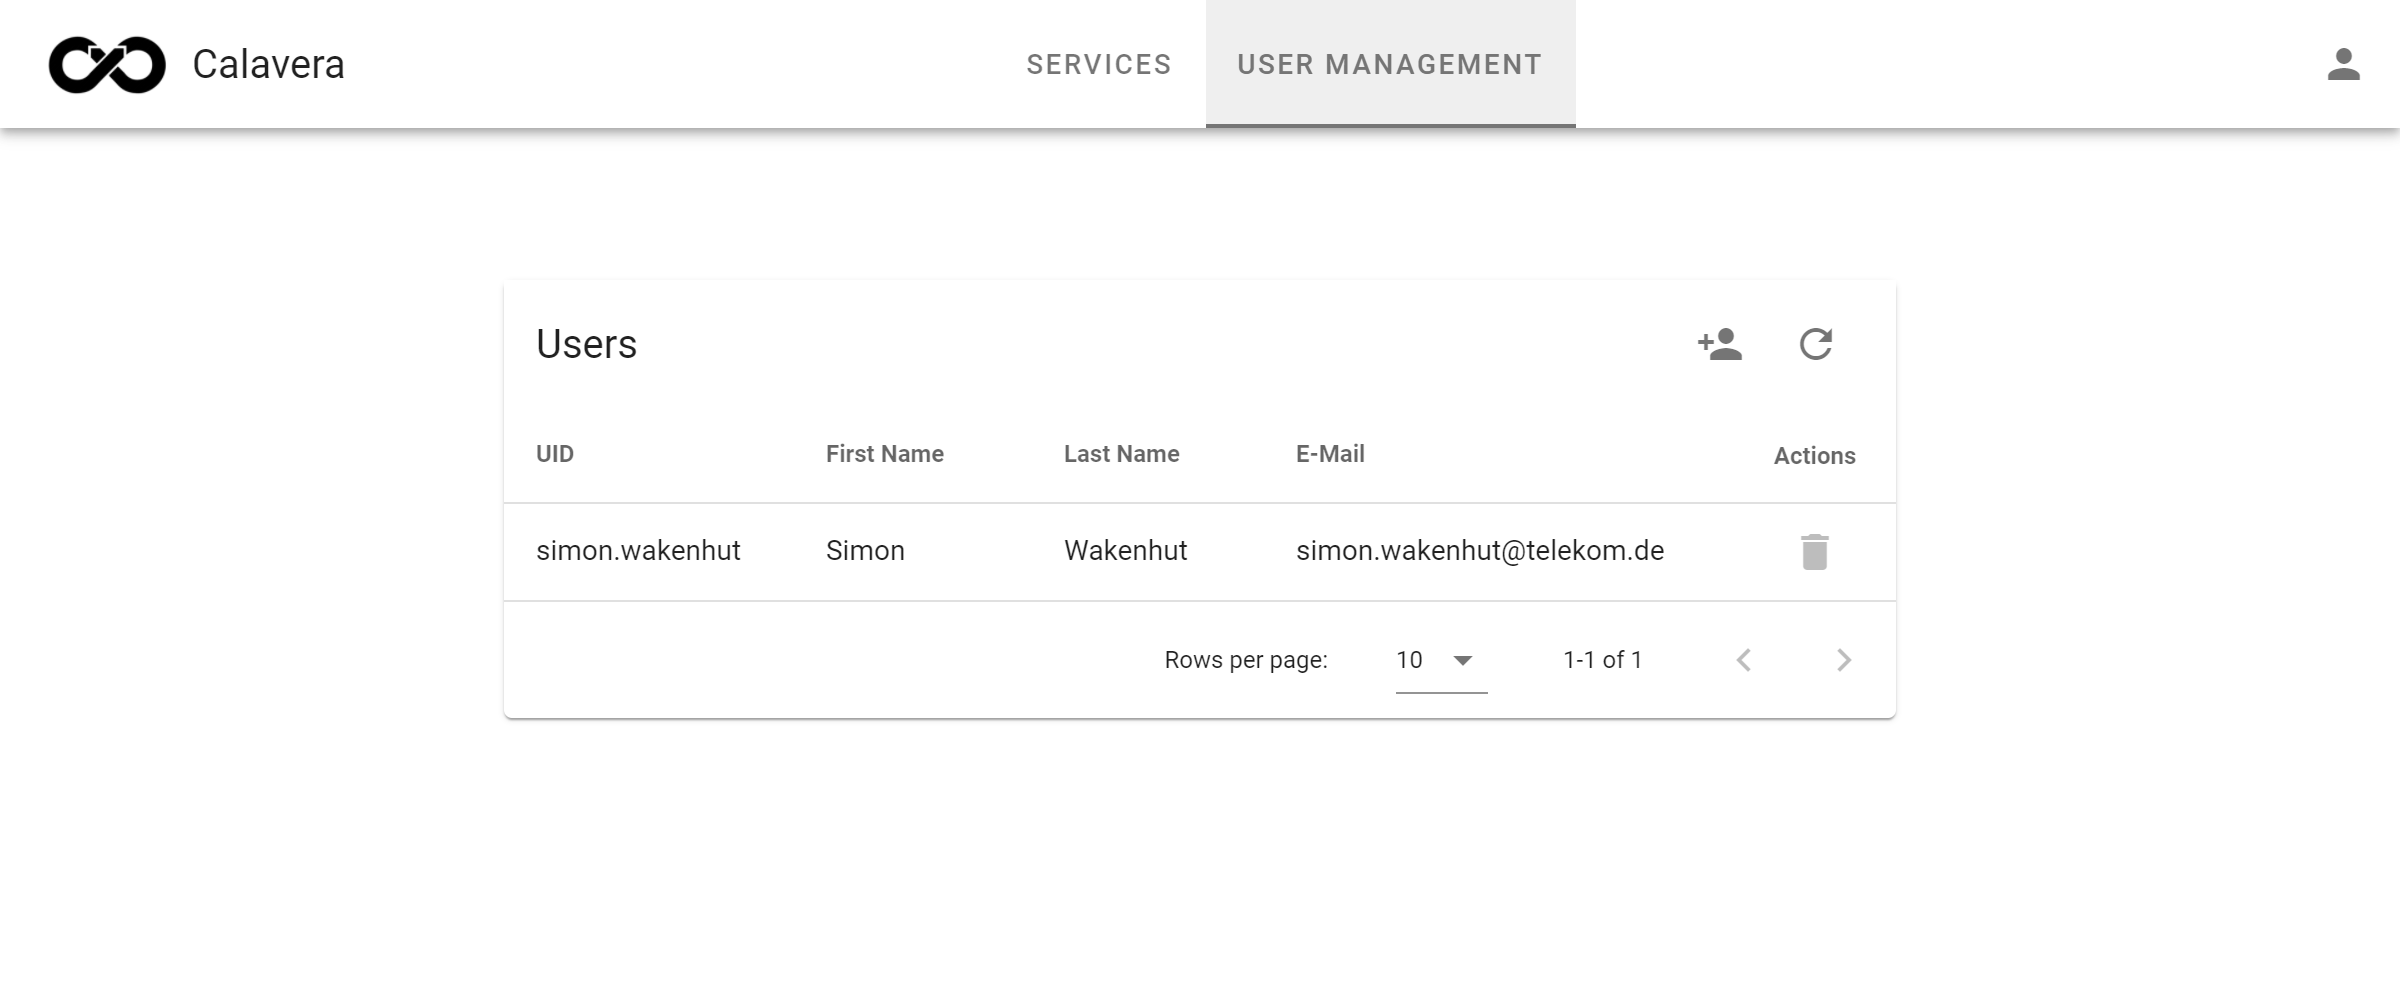 Calavera
SERVICES
USER MANAGEMENT
Users
UID First Name Last Name E-Mail Actions
simon.wakenhut Simon Wakenhut simon.wakenhut@telekom.de
Rows per page: 10 1-1 of 1